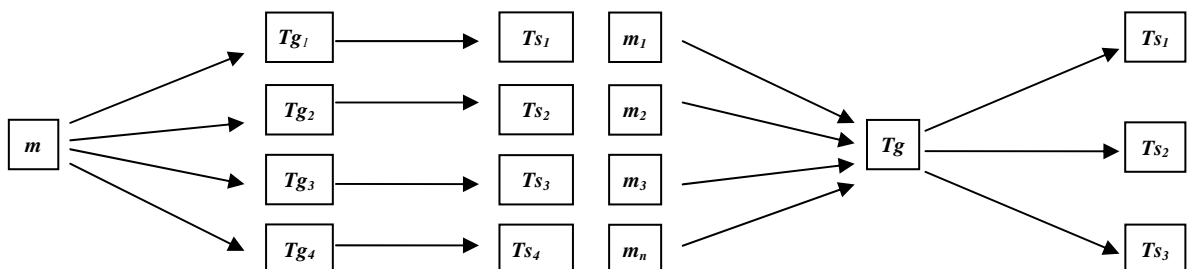 Tg₁ Ts₁ m₁ Ts₁
Tg₂ Ts₂ m₂
m Tg Ts₂
Tg₃ Ts₃ m₃
Tg₄ Ts₄ mₙ Ts₃